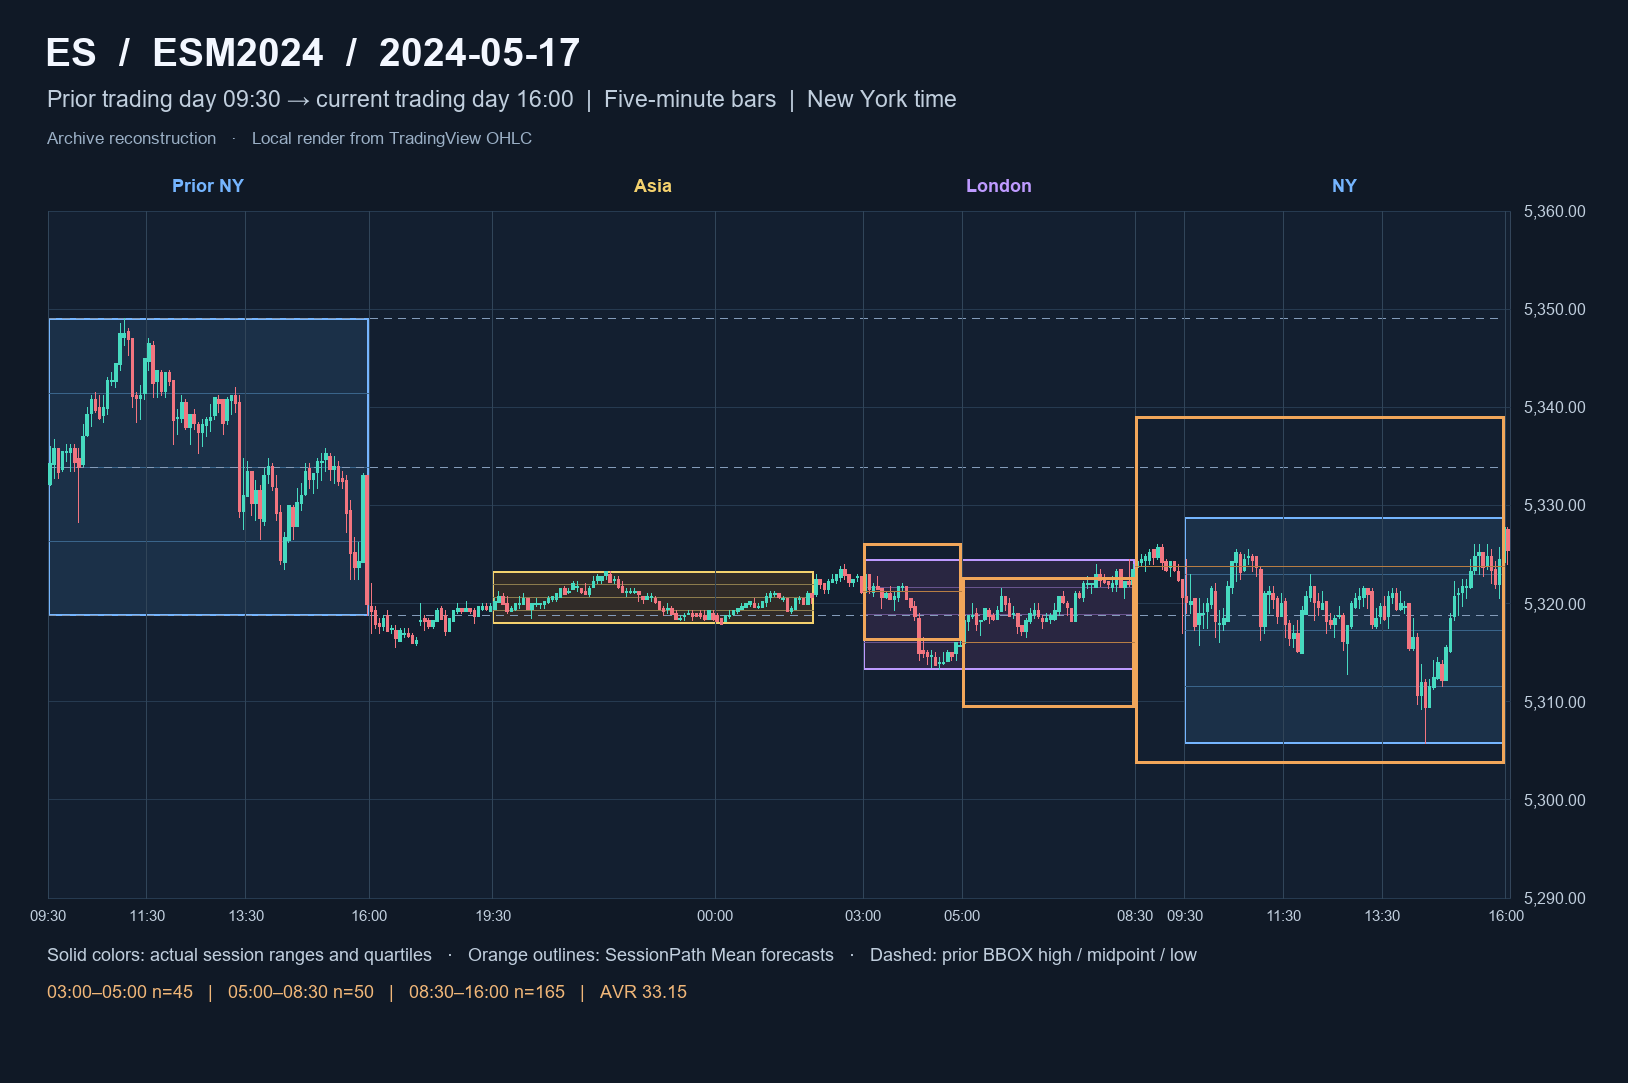 ES / ESM2024 / 2024-05-17
Prior trading day 09:30 → current trading day 16:00 | Five-minute bars | New York time
Archive reconstruction · Local render from TradingView OHLC
Prior NY Asia London NY
5,360.00
5,350.00
5,340.00
5,330.00
5,320.00
5,310.00
5,300.00
5,290.00
09:30 11:30 13:30 16:00 19:30 00:00 03:00 05:00 08:30 09:30 11:30 13:30 16:00
Solid colors: actual session ranges and quartiles · Orange outlines: SessionPath Mean forecasts · Dashed: prior BBOX high / midpoint / low
03:00–05:00 n=45 | 05:00–08:30 n=50 | 08:30–16:00 n=165 | AVR 33.15